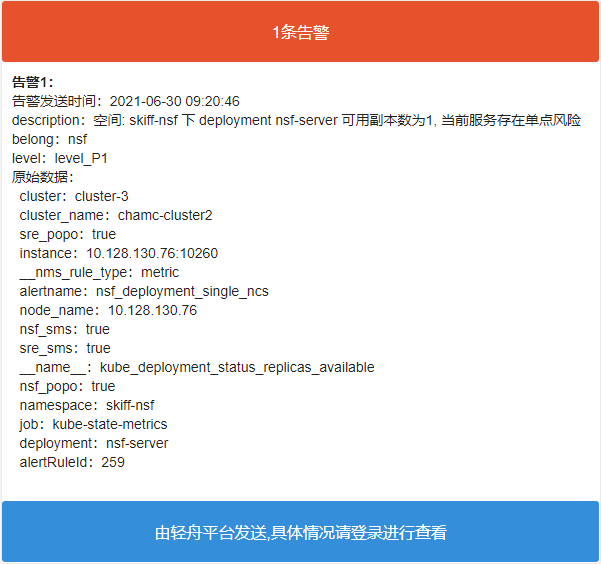 1条告警
告警1：
告警发送时间：2021-06-30 09:20:46
description：空间: skiff-nsf 下 deployment nsf-server 可用副本数为1, 当前服务存在单点风险
belong：nsf
level：level_P1
原始数据：
cluster：cluster-3
cluster_name：chamc-cluster2
sre_popo：true
instance：10.128.130.76:10260
__nms_rule_type：metric
alertname：nsf_deployment_single_ncs
node_name：10.128.130.76
nsf_sms：true
sre_sms：true
__name__：kube_deployment_status_replicas_available
nsf_popo：true
namespace：skiff-nsf
job：kube-state-metrics
deployment：nsf-server
alertRuleId：259
由轻舟平台发送,具体情况请登录进行查看